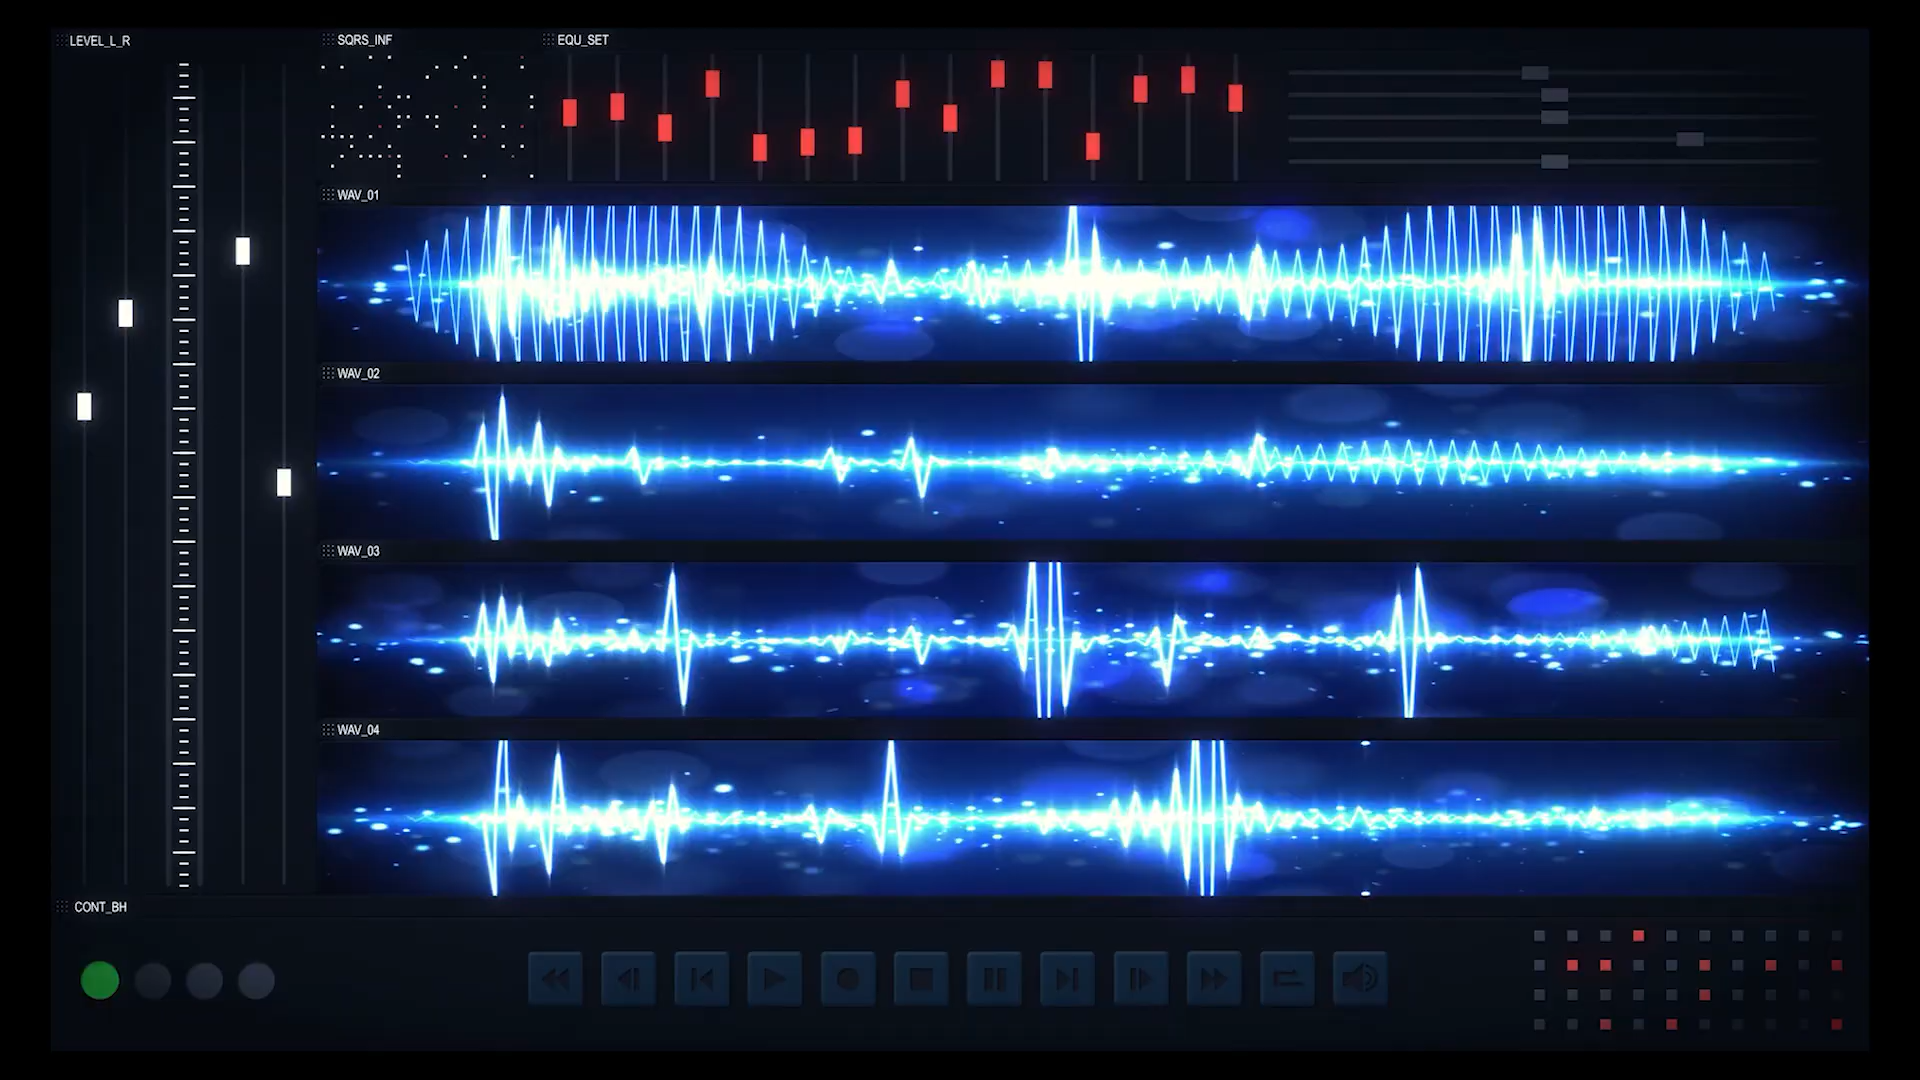 LEVEL_L_R
SQRS_INF
EQU_SET
WAV_01
WAV_02
WAV_03
WAV_04
CONT_BH